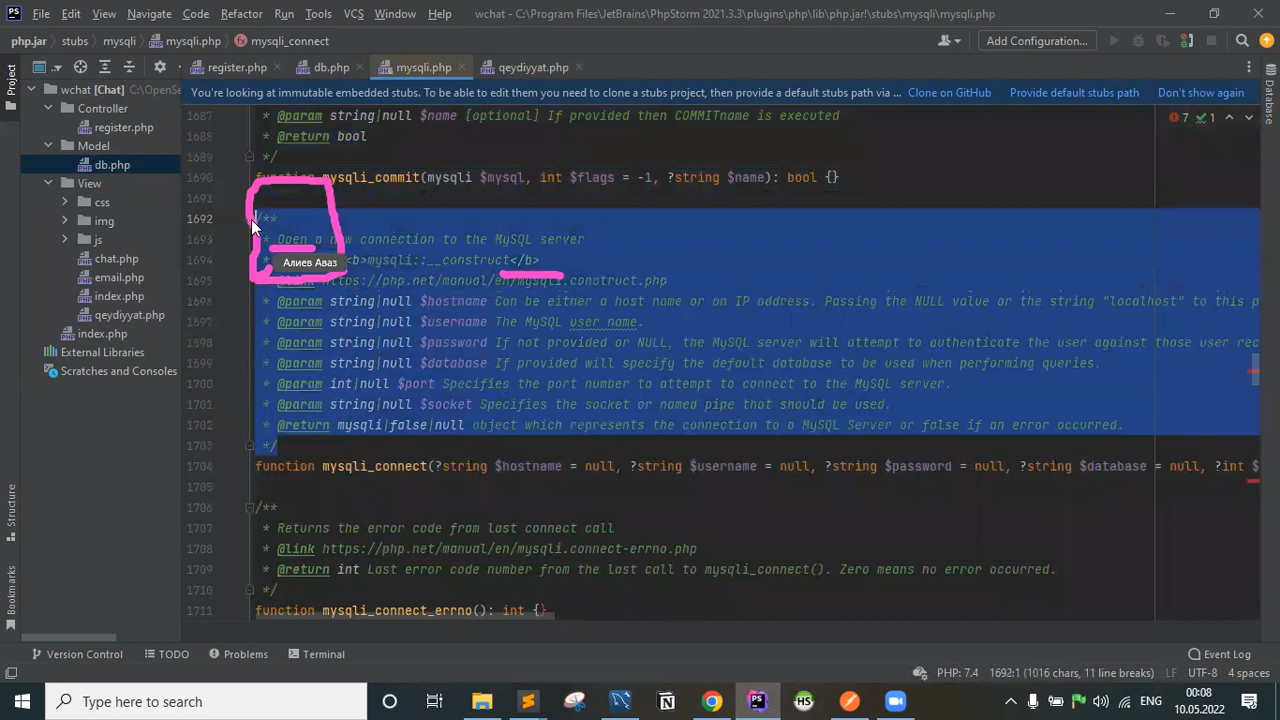 PS File Edit View Navigate Code Refactor Run Tools VCS Window Help wchat - C:\Program Files\JetBrains\PhpStorm 2021.3.3\plugins\php\lib\php.jar!\stubs\mysqli\mysqli.php
php.jar stubs mysqli mysqli.php mysqli_connect Add Configuration...
Project
register.php db.php mysqli.php qeydiyyat.php
wchat [Chat] C:\OpenSe
Controller
register.php
Model
db.php
View
css
img
js
chat.php
email.php
index.php
qeydiyyat.php
index.php
External Libraries
Scratches and Consoles
You're looking at immutable embedded stubs. To be able to edit them you need to clone a stubs project, then provide a default stubs path via ... Clone on GitHub Provide default stubs path Don't show again
7 1
1687 * @param string|null $name [optional] If provided then COMMITname is executed
1688 * @return bool
1689 */
1690 function mysqli_commit(mysqli $mysql, int $flags = -1, ?string $name): bool {}
1691
1692 /**
1693 * Open a new connection to the MySQL server
1694 * <b>mysqli::__construct</b>
Алиев Аваз
1695 https://php.net/manual/en/mysqli.construct.php
1696 * @param string|null $hostname Can be either a host name or an IP address. Passing the NULL value or the string "localhost" to this p
1697 * @param string|null $username The MySQL user name.
1698 * @param string|null $password If not provided or NULL, the MySQL server will attempt to authenticate the user against those user rec
1699 * @param string|null $database If provided will specify the default database to be used when performing queries.
1700 * @param int|null $port Specifies the port number to attempt to connect to the MySQL server.
1701 * @param string|null $socket Specifies the socket or named pipe that should be used.
1702 * @return mysqli|false|null object which represents the connection to a MySQL Server or false if an error occurred.
1703 */
1704 function mysqli_connect(?string $hostname = null, ?string $username = null, ?string $password = null, ?string $database = null, ?int $
1705
1706 /**
1707 * Returns the error code from last connect call
1708 * @link https://php.net/manual/en/mysqli.connect-errno.php
1709 * @return int Last error code number from the last call to mysqli_connect(). Zero means no error occurred.
1710 */
1711 function mysqli_connect_errno(): int {}
Structure
Bookmarks
Database
Version Control TODO Problems Terminal Event Log
PHP: 7.4 1692:1 (1016 chars, 11 line breaks) LF UTF-8 4 spaces
Type here to search
HS
ENG
00:08
10.05.2022